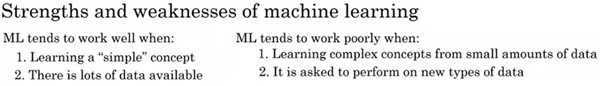 Strengths and weaknesses of machine learning
ML tends to work well when:
1. Learning a “simple” concept
2. There is lots of data available
ML tends to work poorly when:
1. Learning complex concepts from small amounts of data
2. It is asked to perform on new types of data